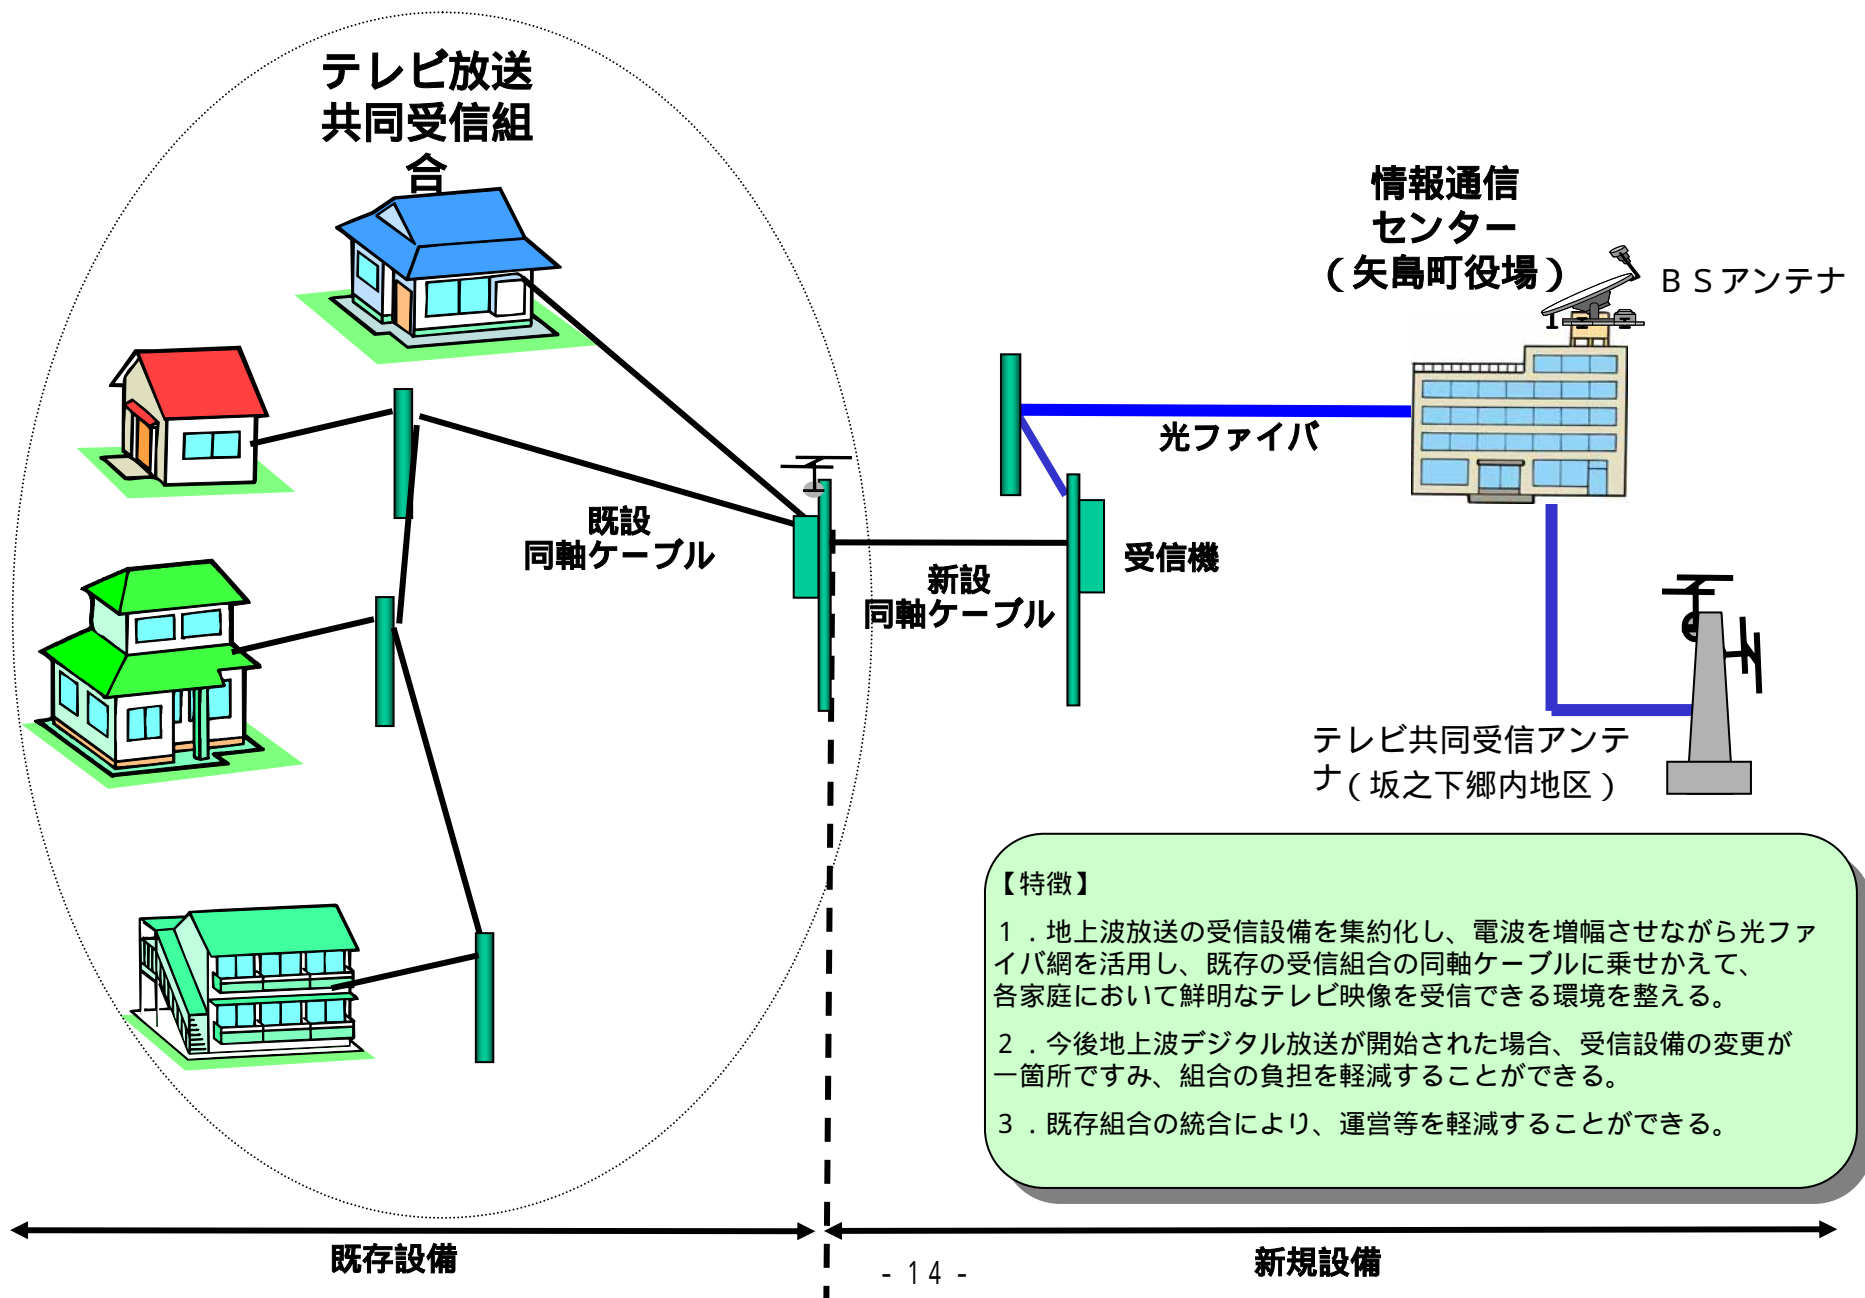 テレビ放送
共同受信組
合
情報通信
センター
（矢島町役場）
ＢＳアンテナ
光ファイバ
既設
同軸ケーブル
新設
同軸ケーブル
受信機
テレビ共同受信アンテ
ナ（坂之下郷内地区）
【特徴】
１．地上波放送の受信設備を集約化し、電波を増幅させながら光ファ
イバ網を活用し、既存の受信組合の同軸ケーブルに乗せかえて、
各家庭において鮮明なテレビ映像を受信できる環境を整える。
２．今後地上波デジタル放送が開始された場合、受信設備の変更が
一箇所ですみ、組合の負担を軽減することができる。
３．既存組合の統合により、運営等を軽減することができる。
既存設備
新規設備
- 14 -